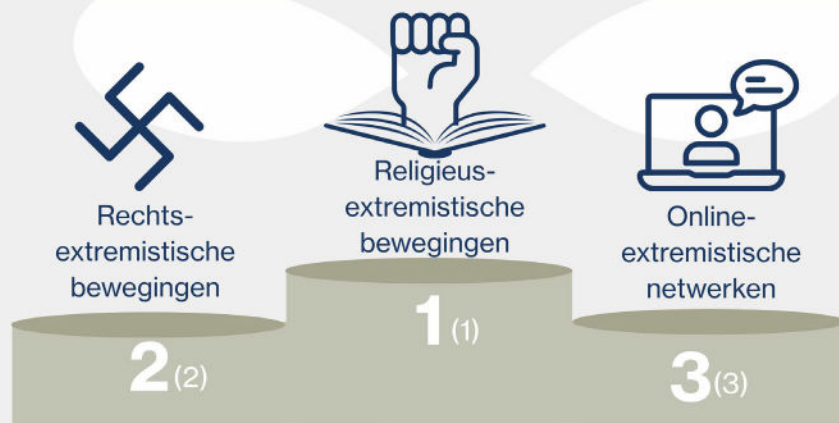 Rechts-
extremistische
bewegingen
2 (2)
Religieus-
extremistische
bewegingen
1 (1)
Online-
extremistische
netwerken
3 (3)